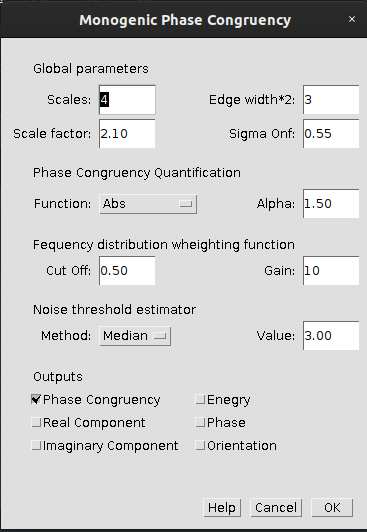 Monogenic Phase Congruency ×
Global parameters
Scales: 4 Edge width*2: 3
Scale factor: 2.10 Sigma Onf: 0.55
Phase Congruency Quantification
Function: Abs Alpha: 1.50
Fequency distribution wheighting function
Cut Off: 0.50 Gain: 10
Noise threshold estimator
Method: Median Value: 3.00
Outputs
Phase Congruency Enegry
Real Component Phase
Imaginary Component Orientation
Help Cancel OK